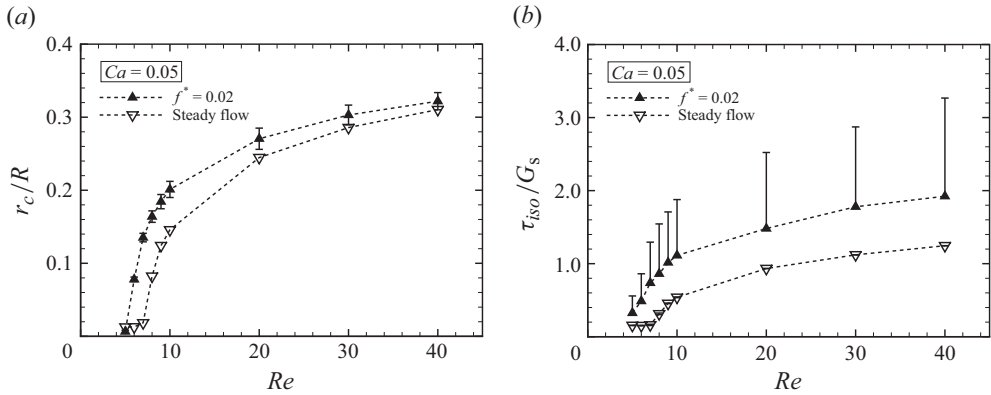 (a)
0.4
0.3
0.2
0.1
0
10
20
30
40
r_c/R
Re
Ca = 0.05
f* = 0.02
Steady flow
(b)
4.0
3.0
2.0
1.0
0
10
20
30
40
τ_iso/G_s
Re
Ca = 0.05
f* = 0.02
Steady flow